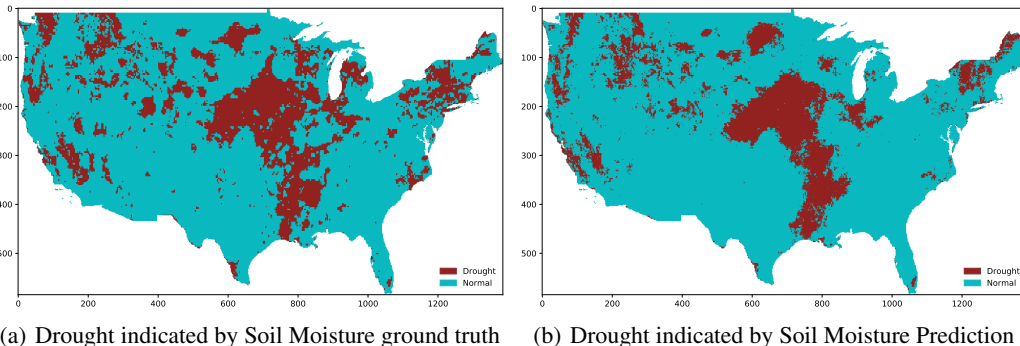 0
100
200
300
400
500
0 200 400 600 800 1000 1200
Drought
Normal
(a) Drought indicated by Soil Moisture ground truth
0
100
200
300
400
500
0 200 400 600 800 1000 1200
Drought
Normal
(b) Drought indicated by Soil Moisture Prediction